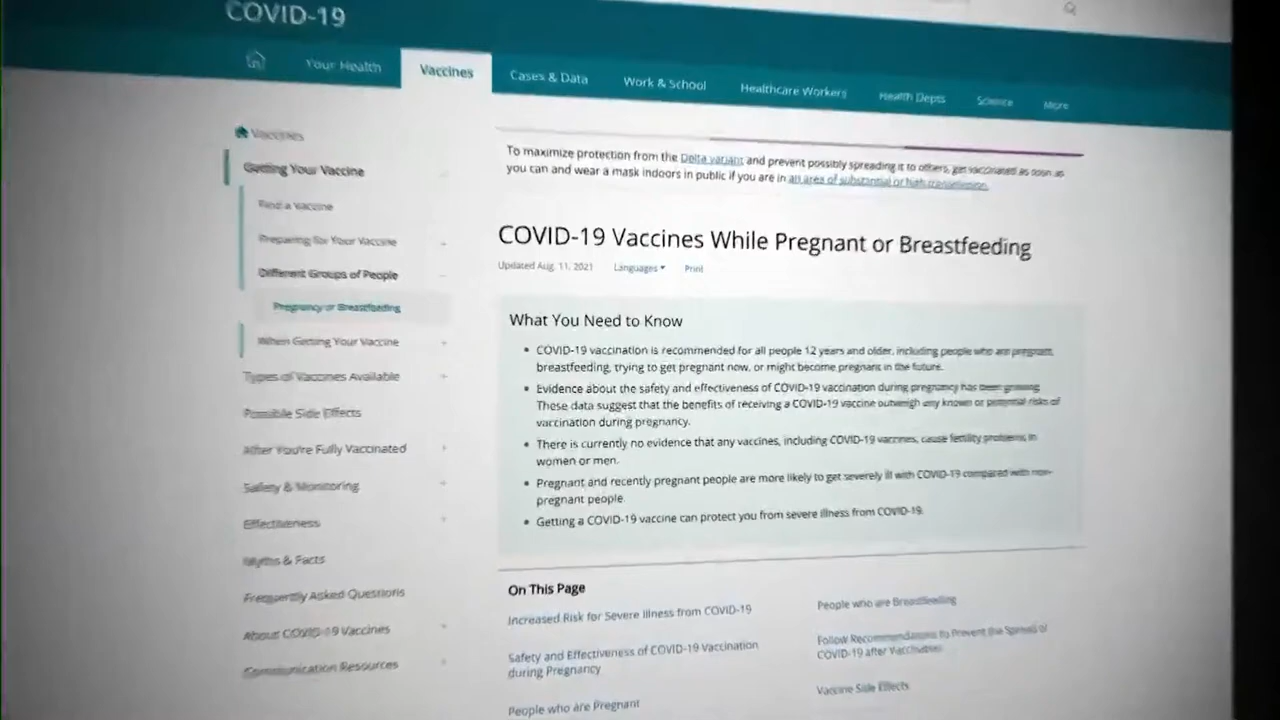 COVID-19
Your Health
Vaccines
Cases & Data
Work & School
Healthcare Workers
Health Depts
Science
More
Vaccines
Getting Your Vaccine
Find a Vaccine
Preparing for Your Vaccine
Different Groups of People
Pregnancy or Breastfeeding
When Getting Your Vaccine
Types of Vaccines Available
Possible Side Effects
After You're Fully Vaccinated
Safety & Monitoring
Effectiveness
Myths & Facts
Frequently Asked Questions
About COVID-19 Vaccines
Communication Resources
To maximize protection from the Delta variant and prevent possibly spreading it to others, get vaccinated as soon as
you can and wear a mask indoors in public if you are in an area of substantial or high transmission.
COVID-19 Vaccines While Pregnant or Breastfeeding
Updated Aug. 11, 2021 Languages Print
What You Need to Know
• COVID-19 vaccination is recommended for all people 12 years and older, including people who are pregnant,
breastfeeding, trying to get pregnant now, or might become pregnant in the future.
• Evidence about the safety and effectiveness of COVID-19 vaccination during pregnancy has been growing.
These data suggest that the benefits of receiving a COVID-19 vaccine outweigh any known or potential risks of
vaccination during pregnancy.
• There is currently no evidence that any vaccines, including COVID-19 vaccines, cause fertility problems in
women or men.
• Pregnant and recently pregnant people are more likely to get severely ill with COVID-19 compared with non-
pregnant people.
• Getting a COVID-19 vaccine can protect you from severe illness from COVID-19.
On This Page
Increased Risk for Severe Illness from COVID-19
Safety and Effectiveness of COVID-19 Vaccination
during Pregnancy
People who are Pregnant
People who are Breastfeeding
Follow Recommendations to Prevent the Spread of
COVID-19 after Vaccination
Vaccine Side Effects